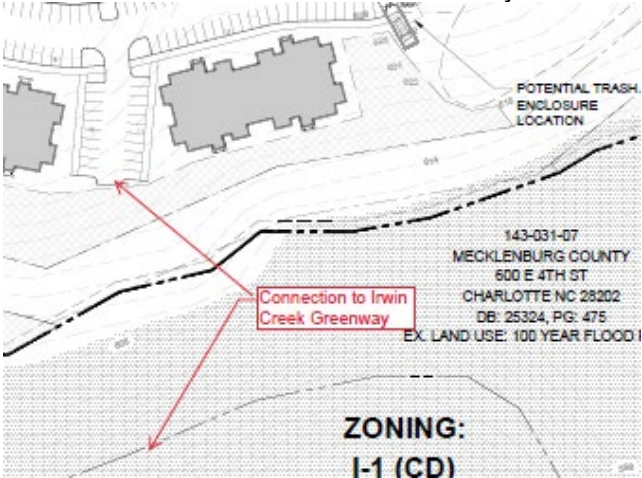 POTENTIAL TRASH
ENCLOSURE
LOCATION
614
143-031-07
MECKLENBURG COUNTY
600 E 4TH ST
CHARLOTTE NC 28202
DB: 25324, PG: 475
EX. LAND USE: 100 YEAR FLOOD
Connection to Irwin
Creek Greenway
ZONING:
I-1 (CD)